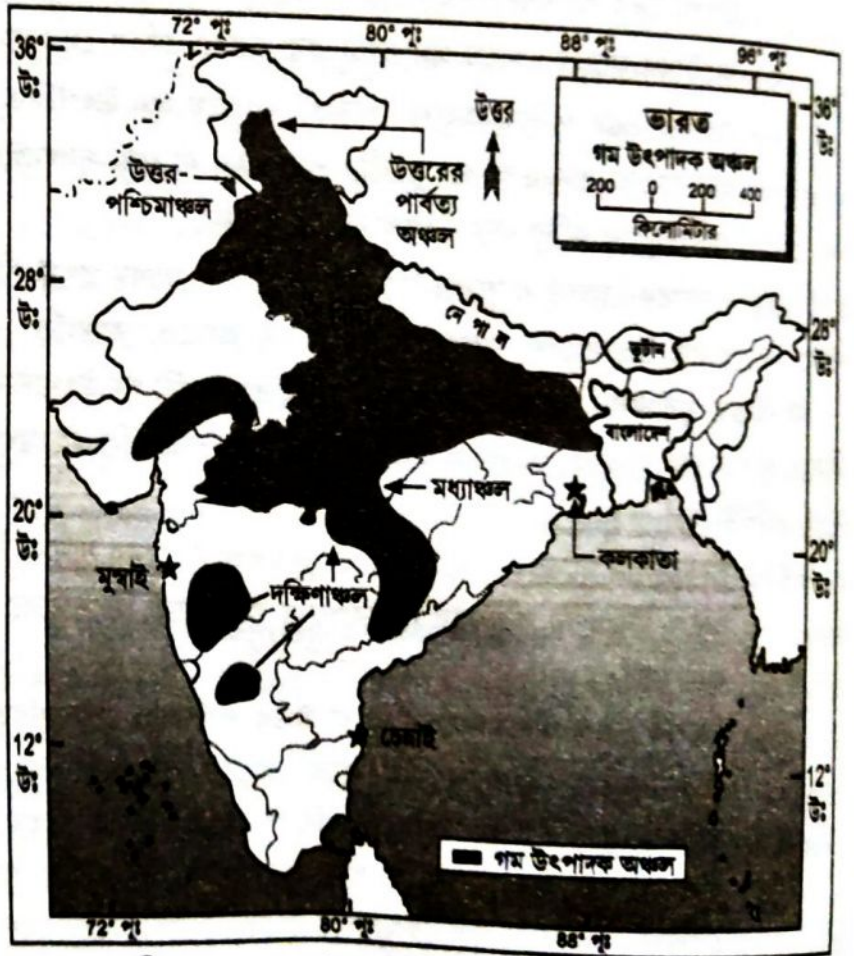 72° পূঃ
80° পূঃ
88° পূঃ
96° পূঃ
36°
উঃ
36°
উঃ
ভারত
গম উৎপাদক অঞ্চল
200 0 200 400
কিলোমিটার
উত্তর
উত্তর-
পশ্চিমাঞ্চল
উত্তরের
পার্বত্য
অঞ্চল
28°
উঃ
28°
উঃ
নেপাল
ভূটান
বাংলাদেশ
মধ্যাঞ্চল
20°
উঃ
20°
উঃ
কলকাতা
মুম্বাই
দক্ষিণাঞ্চল
12°
উঃ
চেন্নাই
12°
উঃ
গম উৎপাদক অঞ্চল
72° পূঃ
80° পূঃ
88° পূঃ